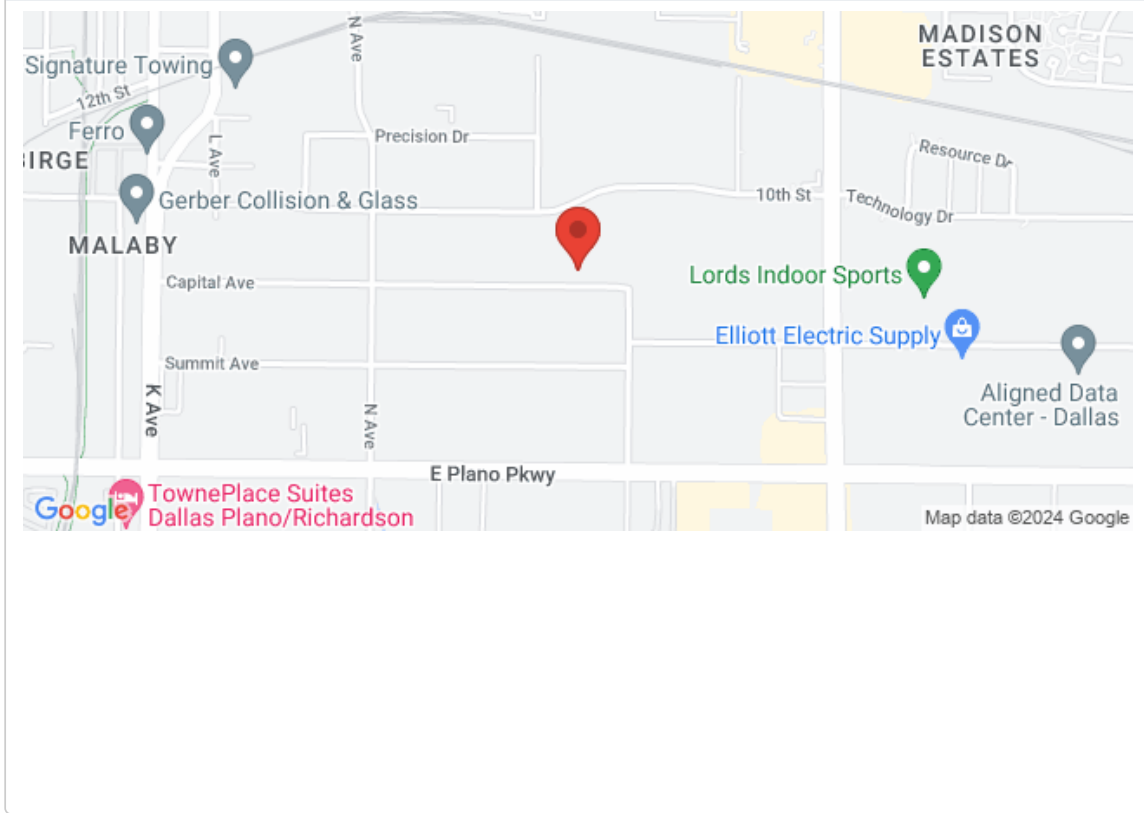 N Ave
MADISON
ESTATES
Signature Towing
12th St
Ferro
L Ave
Precision Dr
Resource Dr
BIRGE
Gerber Collision & Glass
10th St
Technology Dr
MALABY
Capital Ave
Lords Indoor Sports
Elliott Electric Supply
Summit Ave
K Ave
N Ave
Aligned Data
Center - Dallas
E Plano Pkwy
TownePlace Suites
Dallas Plano/Richardson
Google
Map data ©2024 Google